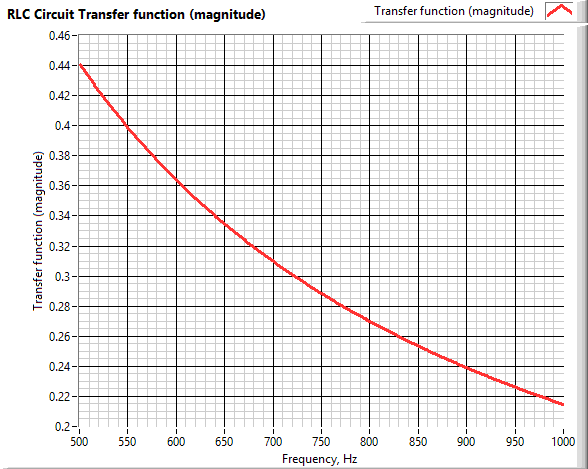 RLC Circuit Transfer function (magnitude)
Transfer function (magnitude)
0.46
0.44
0.42
0.4
0.38
0.36
0.34
0.32
0.3
0.28
0.26
0.24
0.22
0.2
Transfer function (magnitude)
500 550 600 650 700 750 800 850 900 950 1000
Frequency, Hz